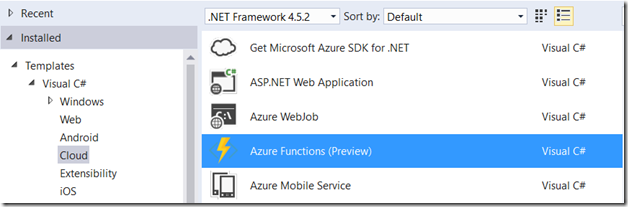 Recent
Installed
Templates
Visual C#
Windows
Web
Android
Cloud
Extensibility
iOS
.NET Framework 4.5.2 Sort by: Default
Get Microsoft Azure SDK for .NET Visual C#
ASP.NET Web Application Visual C#
Azure WebJob Visual C#
Azure Functions (Preview) Visual C#
Azure Mobile Service Visual C#